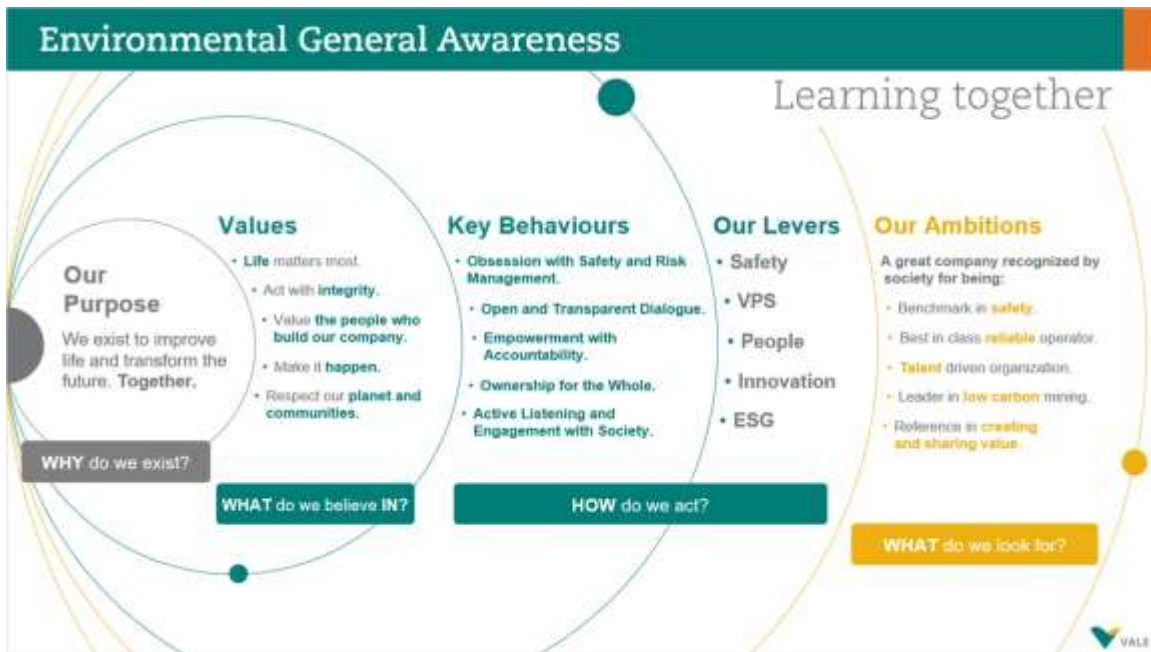 Environmental General Awareness
Learning together
Our
Purpose
We exist to improve
life and transform the
future. Together.
WHY do we exist?
Values
• Life matters most.
• Act with integrity.
• Value the people who
build our company.
• Make it happen.
• Respect our planet and
communities.
WHAT do we believe IN?
Key Behaviours
• Obsession with Safety and Risk
Management.
• Open and Transparent Dialogue.
• Empowerment with
Accountability.
• Ownership for the Whole.
• Active Listening and
Engagement with Society.
Our Levers
• Safety
• VPS
• People
• Innovation
• ESG
HOW do we act?
Our Ambitions
A great company recognized by
society for being:
• Benchmark in safety.
• Best in class reliable operator.
• Talent driven organization.
• Leader in low carbon mining.
• Reference in creating
and sharing value.
WHAT do we look for?
VALE